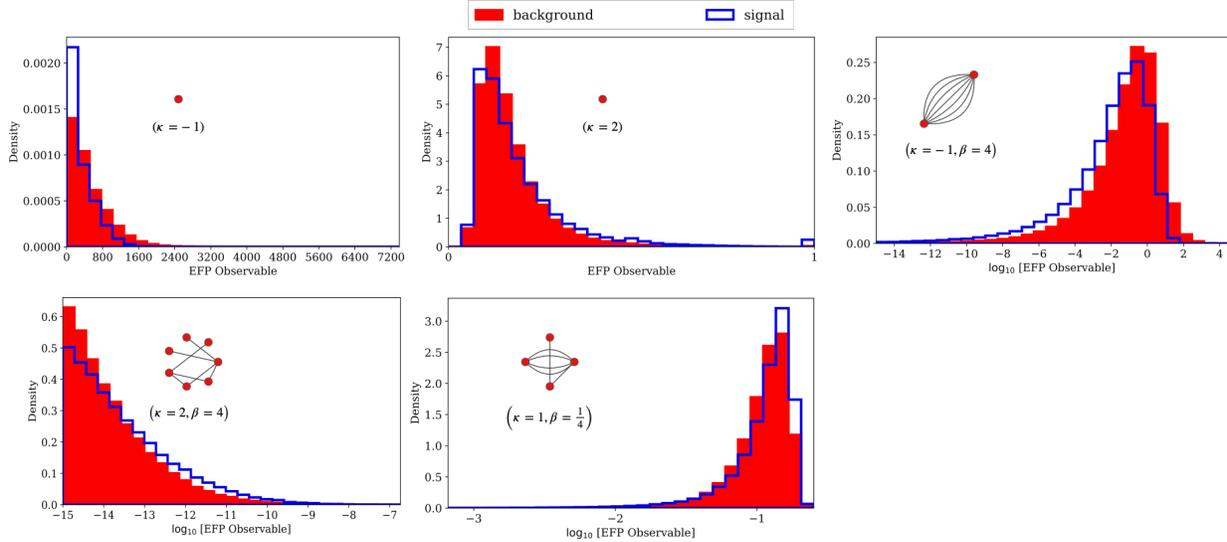 background signal
0.0020
0.0015
0.0010
0.0005
0.0000
Density
(κ = − 1)
0 800 1600 2400 3200 4000 4800 5600 6400 7200
EFP Observable
7
6
5
4
3
2
1
0
Density
(κ = 2)
0 1
EFP Observable
0.25
0.20
0.15
0.10
0.05
0.00
Density
(κ = − 1, β = 4)
−14 −12 −10 −8 −6 −4 −2 0 2 4
log₁₀ [EFP Observable]
0.6
0.5
0.4
0.3
0.2
0.1
0.0
Density
(κ = 2, β = 4)
−15 −14 −13 −12 −11 −10 −9 −8 −7
log₁₀ [EFP Observable]
3.0
2.5
2.0
1.5
1.0
0.5
0.0
Density
(κ = 1, β = 1/4)
−3 −2 −1
log₁₀ [EFP Observable]